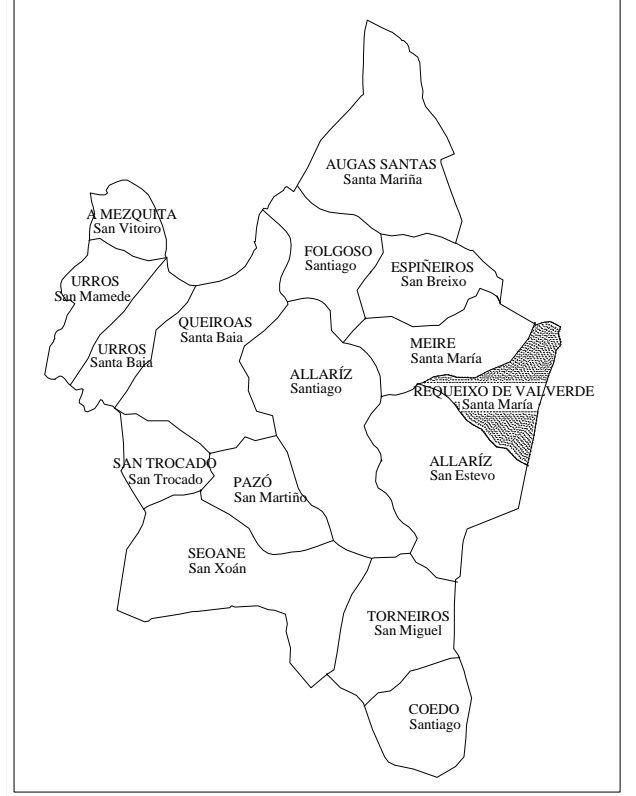 AUGAS SANTAS
Santa Mariña
A MEZQUITA
San Vitoiro
FOLGOSO
Santiago
ESPIÑEIROS
San Breixo
URROS
San Mamede
QUEIROAS
Santa Baia
URROS
Santa Baia
MEIRE
Santa María
ALLARÍZ
Santiago
REQUEIXO DE VALVERDE
Santa María
SAN TROCADO
San Trocado
PAZÓ
San Martiño
ALLARÍZ
San Estevo
SEOANE
San Xoán
TORNEIROS
San Miguel
COEDO
Santiago